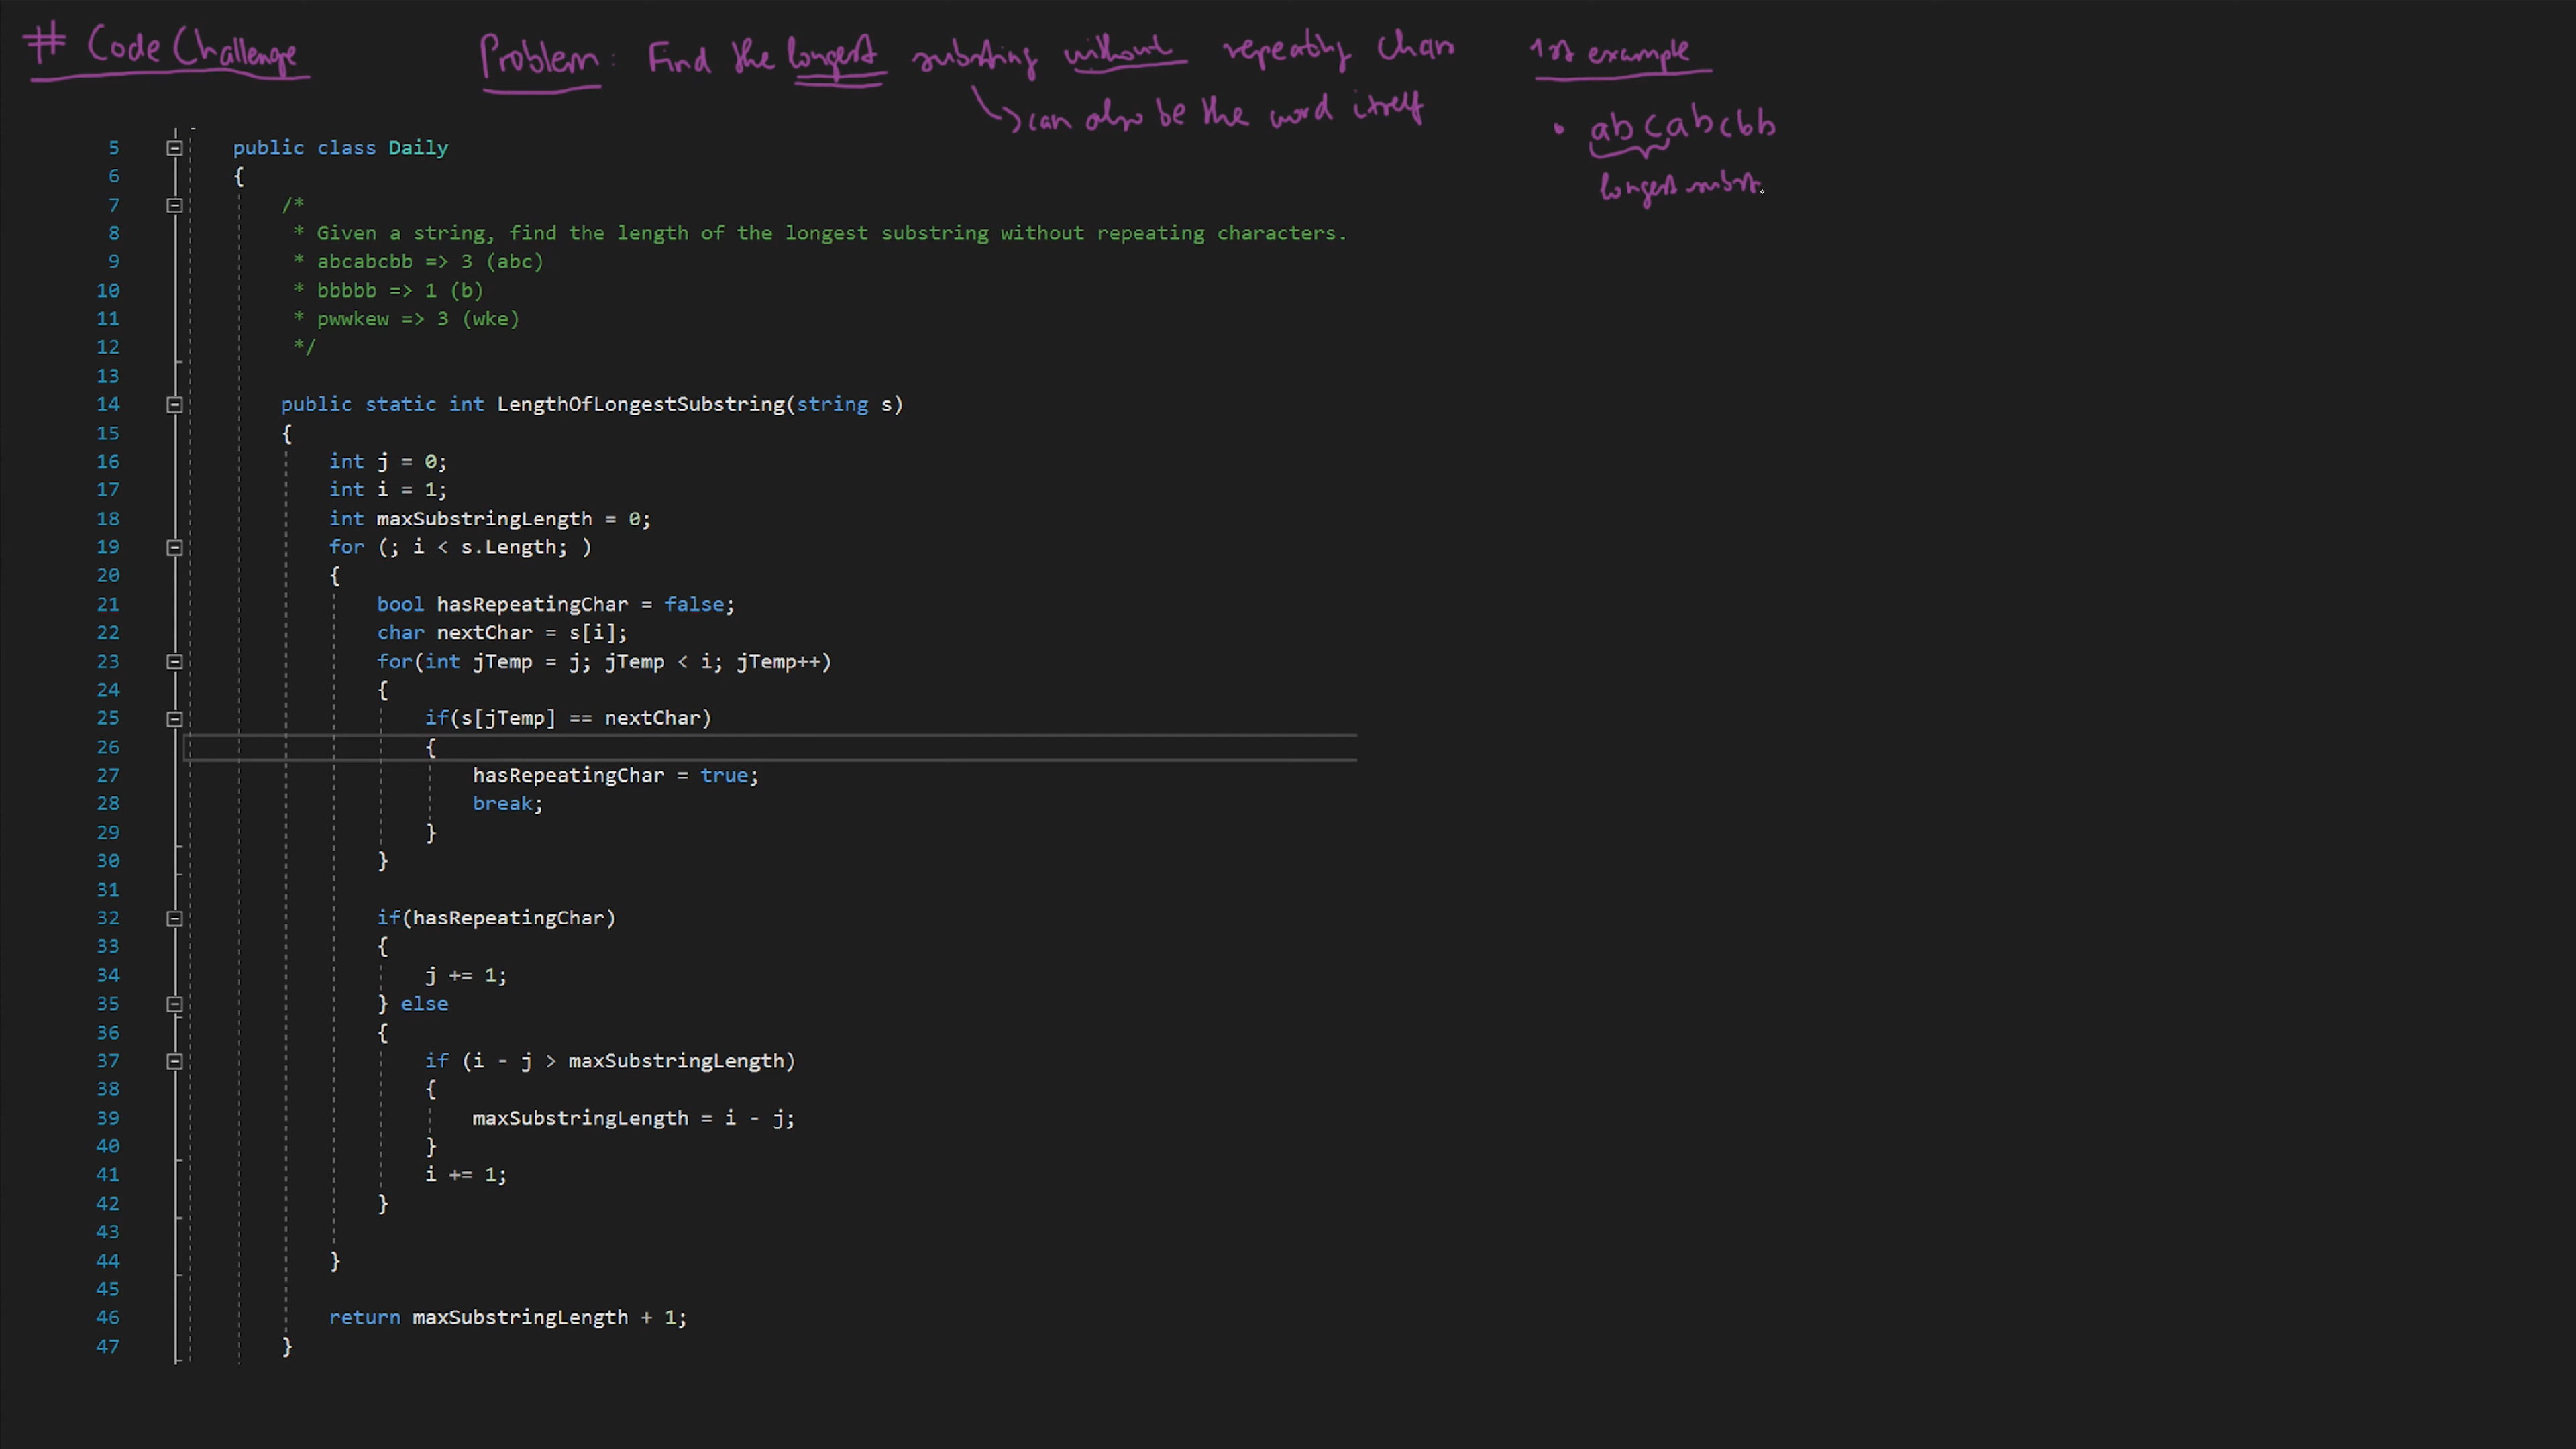 # CodeChallenge
Problem: Find the longest substring without repeating chars
↳ can also be the word itself
1st example
• abcabcbb
longest substr
5 public class Daily
6 {
7 /*
8 * Given a string, find the length of the longest substring without repeating characters.
9 * abcabcbb => 3 (abc)
10 * bbbbb => 1 (b)
11 * pwwkew => 3 (wke)
12 */
13
14 public static int LengthOfLongestSubstring(string s)
15 {
16 int j = 0;
17 int i = 1;
18 int maxSubstringLength = 0;
19 for (; i < s.Length; )
20 {
21 bool hasRepeatingChar = false;
22 char nextChar = s[i];
23 for(int jTemp = j; jTemp < i; jTemp++)
24 {
25 if(s[jTemp] == nextChar)
26 {
27 hasRepeatingChar = true;
28 break;
29 }
30 }
31
32 if(hasRepeatingChar)
33 {
34 j += 1;
35 } else
36 {
37 if (i - j > maxSubstringLength)
38 {
39 maxSubstringLength = i - j;
40 }
41 i += 1;
42 }
43
44 }
45
46 return maxSubstringLength + 1;
47 }